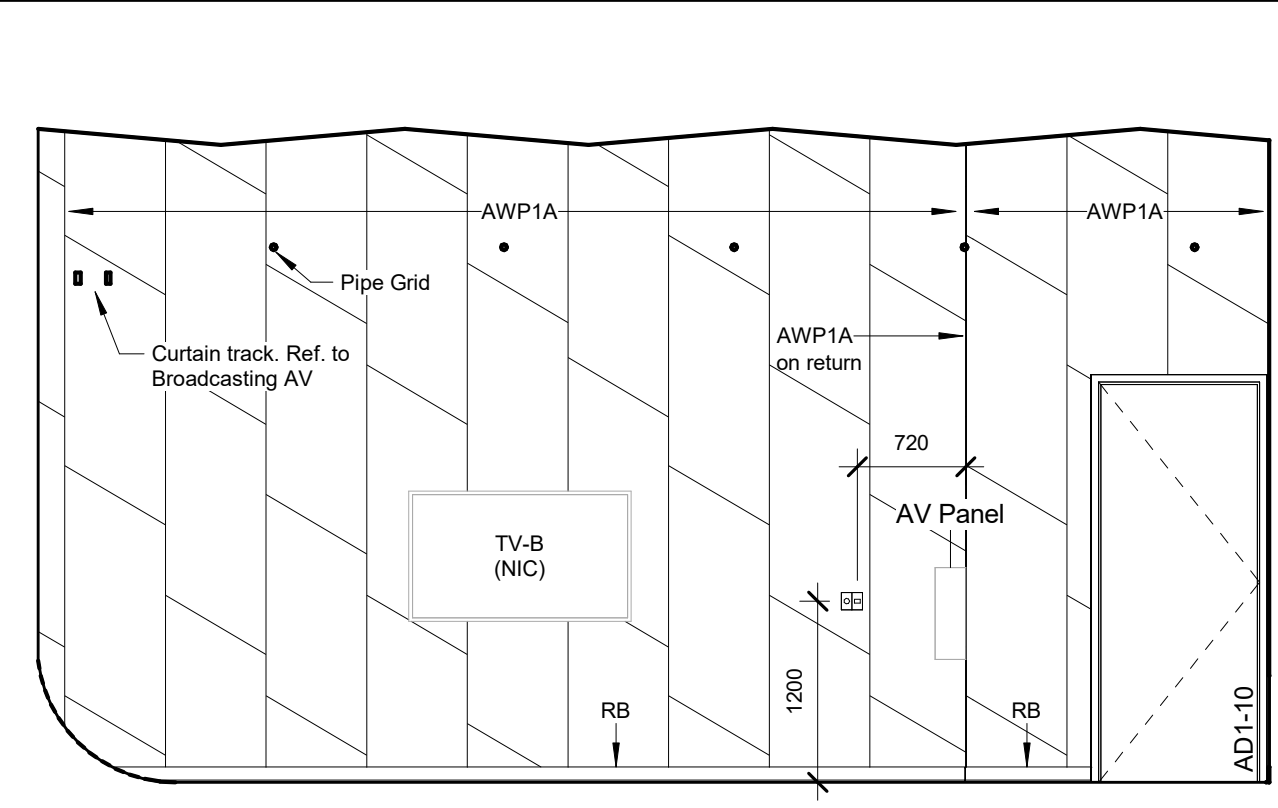 AWP1A
AWP1A
Pipe Grid
Curtain track. Ref. to
Broadcasting AV
AWP1A
on return
720
AV Panel
TV-B
(NIC)
1200
RB
RB
AD1-10